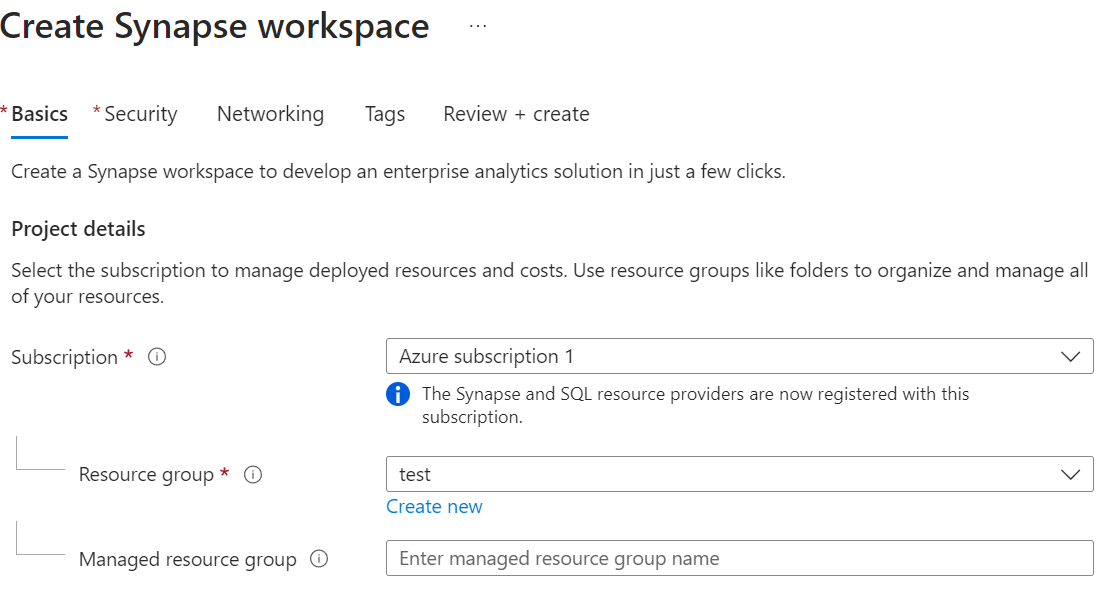 Create Synapse workspace ...
* Basics * Security Networking Tags Review + create
Create a Synapse workspace to develop an enterprise analytics solution in just a few clicks.
Project details
Select the subscription to manage deployed resources and costs. Use resource groups like folders to organize and manage all
of your resources.
Subscription * Azure subscription 1
The Synapse and SQL resource providers are now registered with this
subscription.
Resource group * test
Create new
Managed resource group Enter managed resource group name